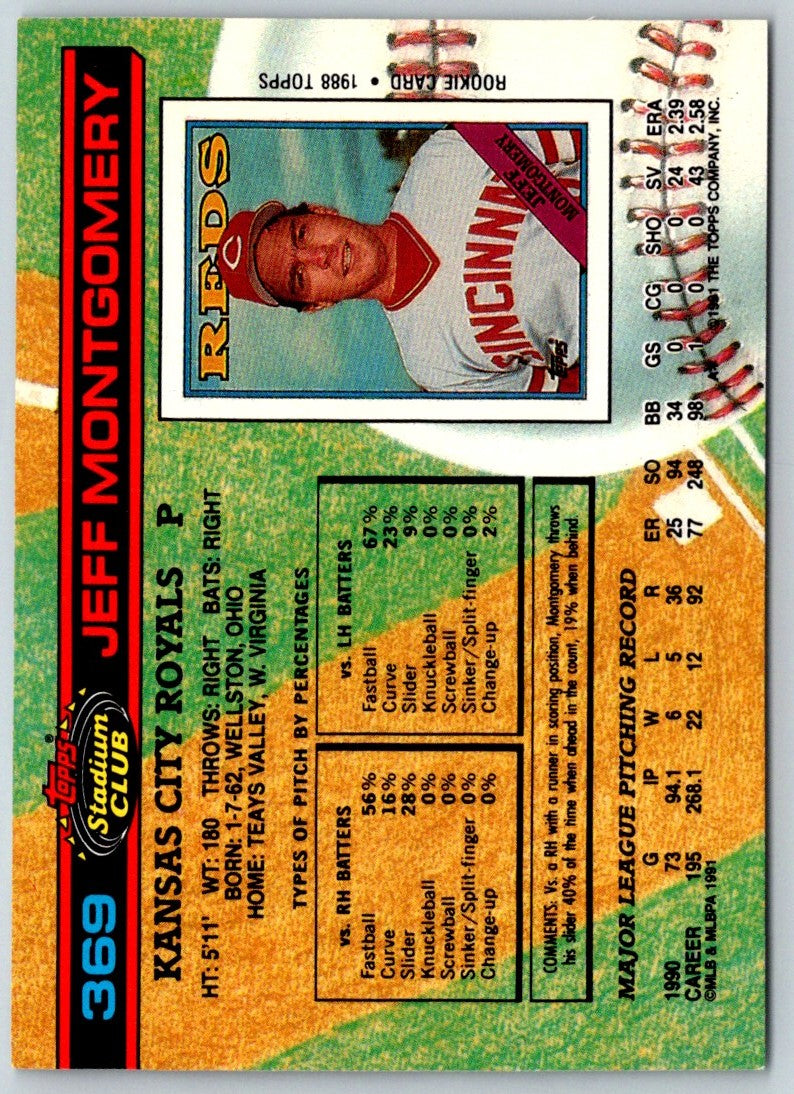 369 Topps® Stadium CLUB JEFF MONTGOMERY
KANSAS CITY ROYALS P
HT: 5'11" WT: 180 THROWS: RIGHT BATS: RIGHT
BORN: 1-7-62, WELLSTON, OHIO
HOME: TEAYS VALLEY, W. VIRGINIA
TYPES OF PITCH BY PERCENTAGES
vs. RH BATTERS
Fastball 56%
Curve 16%
Slider 28%
Knuckleball 0%
Screwball 0%
Sinker/Split-finger 0%
Change-up 0%
vs. LH BATTERS
Fastball 67%
Curve 23%
Slider 9%
Knuckleball 0%
Screwball 0%
Sinker/Split-finger 0%
Change-up 2%
COMMENTS: Vs. a RH with a runner in scoring position, Montgomery throws
his slider 40% of the time when ahead in the count, 19% when behind.
REDS
CINCINNA
JEFF
MONTGOMERY
Topps
ROOKIE CARD • 1988 TOPPS
MAJOR LEAGUE PITCHING RECORD
G IP W L R ER SO BB GS CG SHO SV ERA
1990 73 94.1 6 5 36 25 94 34 0 0 0 24 2.39
CAREER 195 268.1 22 12 92 77 248 98 1 0 0 43 2.58
©MLB & MLBPA 1991 ©1991 THE TOPPS COMPANY, INC.